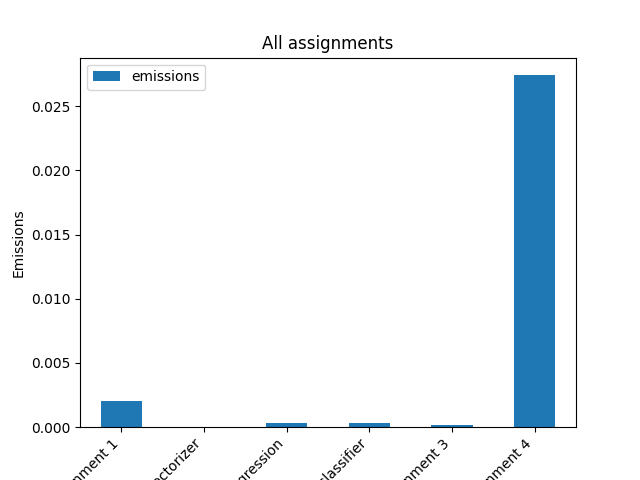 All assignments
emissions
0.025
0.020
0.015
0.010
0.005
0.000
Emissions
nment 1
ectorizer
gression
classifier
nment 3
nment 4